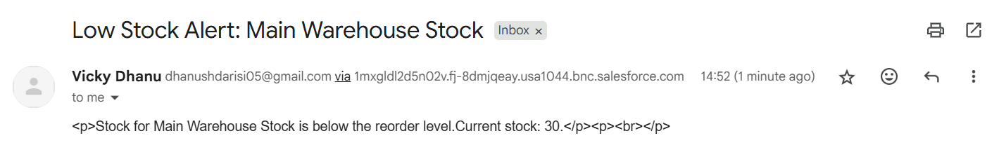 Low Stock Alert: Main Warehouse Stock Inbox ×
Vicky Dhanu dhanushdarisi05@gmail.com via 1mxgldl2d5n02v.fj-8dmjqeay.usa1044.bnc.salesforce.com 14:52 (1 minute ago)
to me
<p>Stock for Main Warehouse Stock is below the reorder level.Current stock: 30.</p><p><br></p>